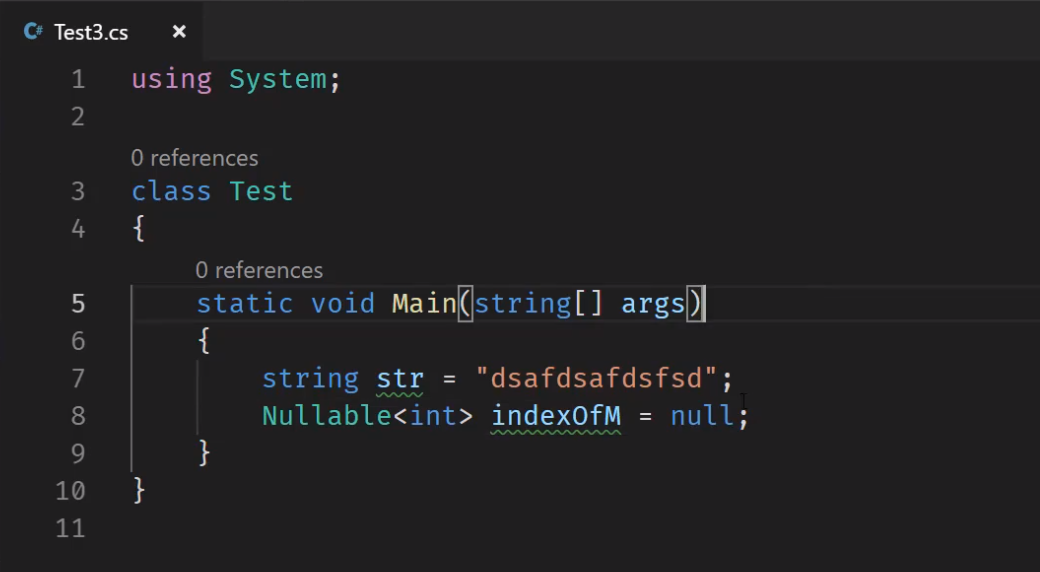 C# Test3.cs ×
1 using System;
2
0 references
3 class Test
4 {
0 references
5 static void Main(string[] args)
6 {
7 string str = "dsafdsafdsfsd";
8 Nullable<int> indexOfM = null;
9 }
10 }
11